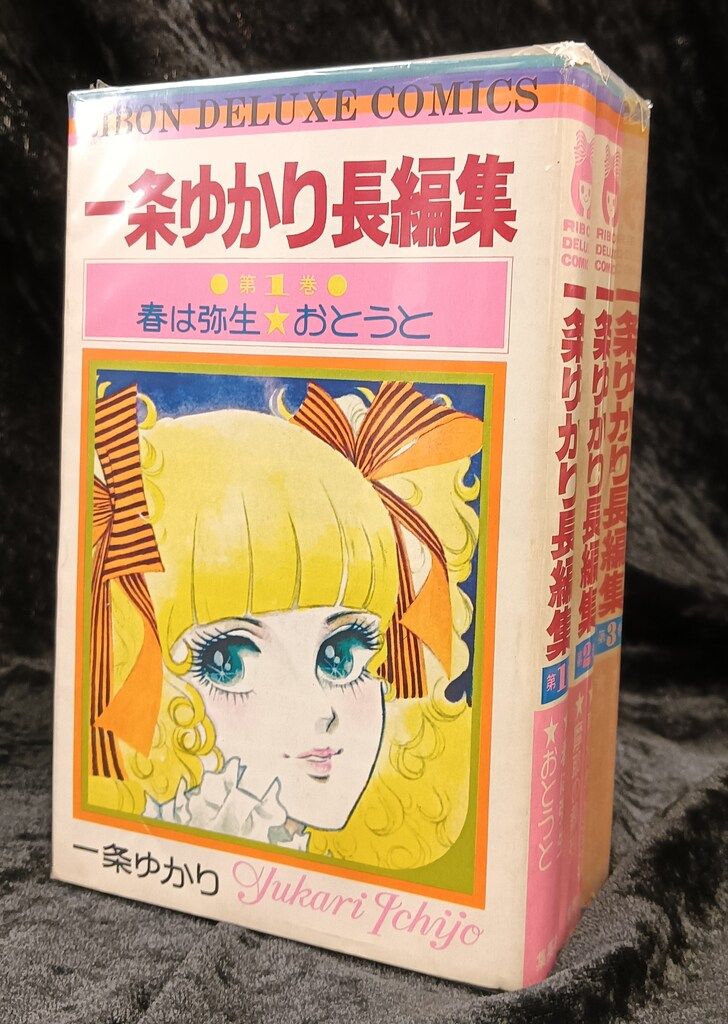 RIBON DELUXE COMICS
一条ゆかり長編集
第1巻
春は弥生★おとうと
一条ゆかり
Yukari Ichijo
一条ゆかり長編集
第1
★おとうと
一条ゆかり長編集
第2
一条ゆかり長編集
第3